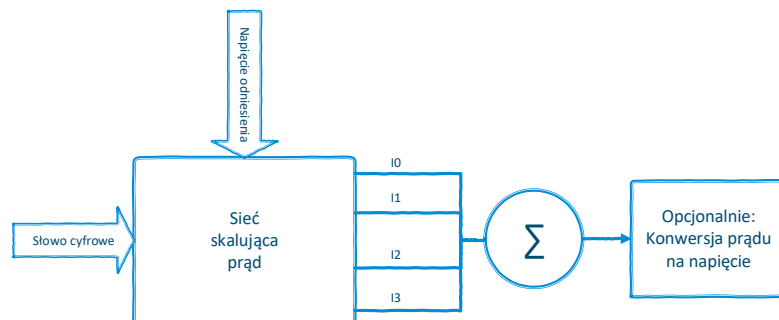 Napięcie odniesienia
I0
I1
Słowo cyfrowe
Sieć
skalująca
prąd
I2
I3
∑
Opcjonalnie:
Konwersja prądu
na napięcie